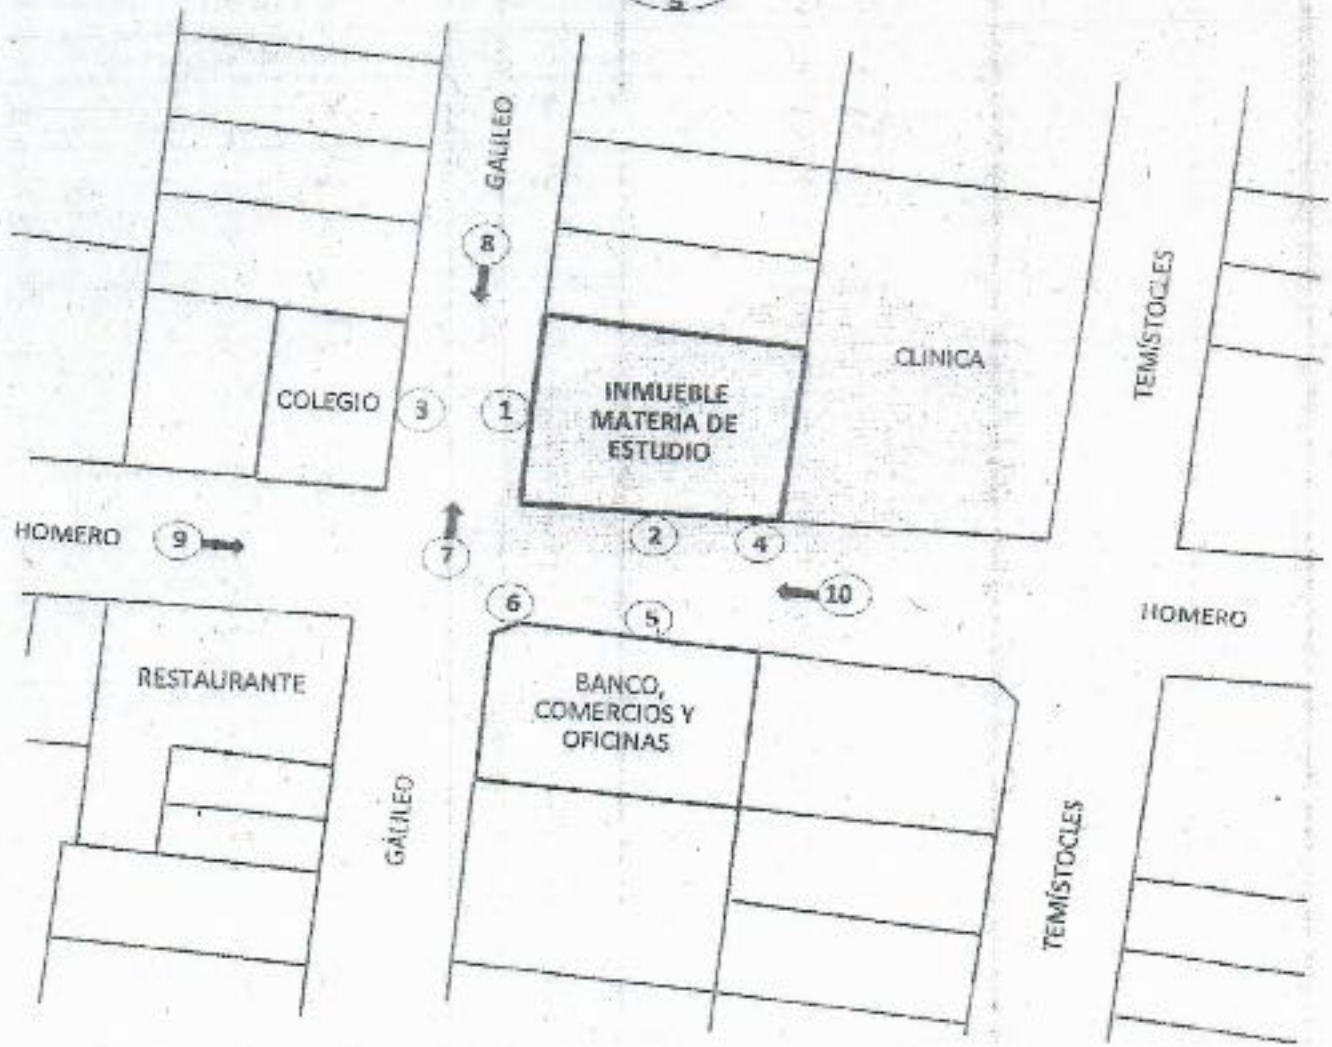 GALILEO
8
TEMÍSTOCLES
CLINICA
COLEGIO
3
1
INMUEBLE
MATERIA DE
ESTUDIO
HOMERO
9
7
2
4
10
6
5
HOMERO
RESTAURANTE
BANCO,
COMERCIOS Y
OFICINAS
GALILEO
TEMÍSTOCLES